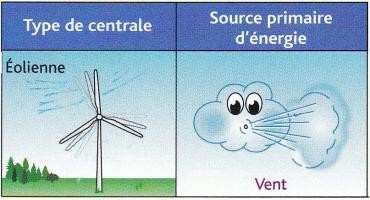 Type de centrale
Source primaire
d'énergie
Éolienne
Vent